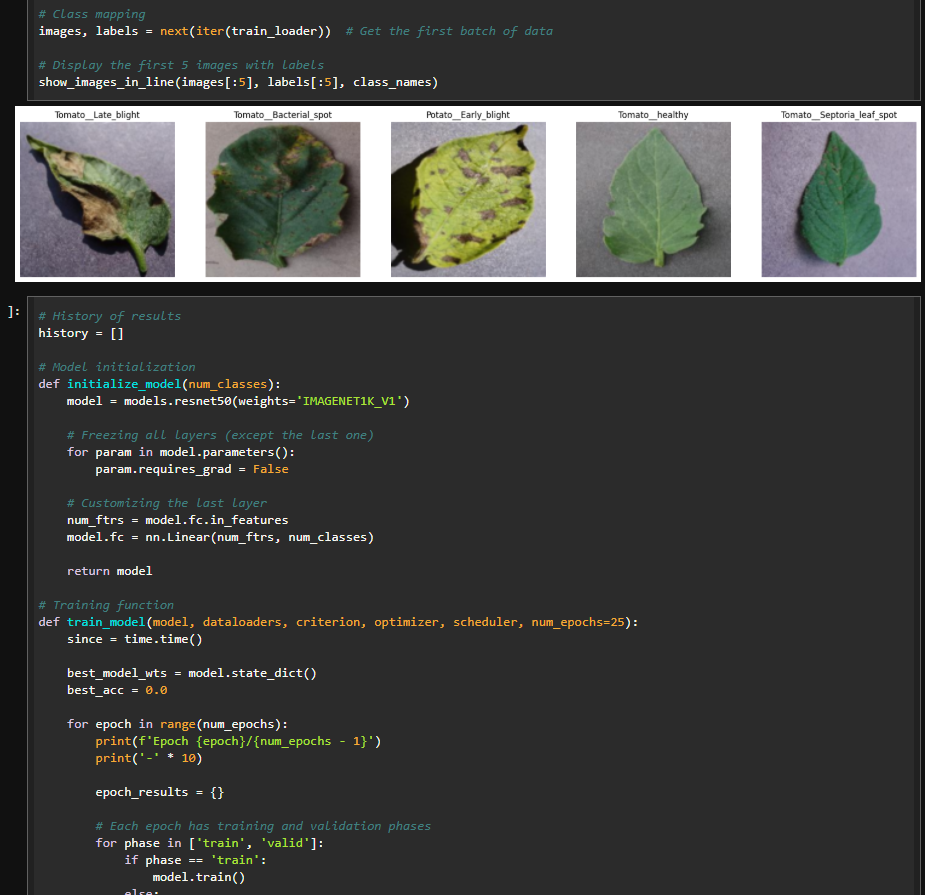 # Class mapping
images, labels = next(iter(train_loader))  # Get the first batch of data
# Display the first 5 images with labels
show_images_in_line(images[:5], labels[:5], class_names)
Tomato__Late_blight Tomato__Bacterial_spot Potato__Early_blight Tomato__healthy Tomato__Septoria_leaf_spot
]:
# History of results
history = []
# Model initialization
def initialize_model(num_classes):
    model = models.resnet50(weights='IMAGENET1K_V1')
    # Freezing all layers (except the last one)
    for param in model.parameters():
        param.requires_grad = False
    # Customizing the last layer
    num_ftrs = model.fc.in_features
    model.fc = nn.Linear(num_ftrs, num_classes)
    return model
# Training function
def train_model(model, dataloaders, criterion, optimizer, scheduler, num_epochs=25):
    since = time.time()
    best_model_wts = model.state_dict()
    best_acc = 0.0
    for epoch in range(num_epochs):
        print(f'Epoch {epoch}/{num_epochs - 1}')
        print('-' * 10)
        epoch_results = {}
        # Each epoch has training and validation phases
        for phase in ['train', 'valid']:
            if phase == 'train':
                model.train()
            else: